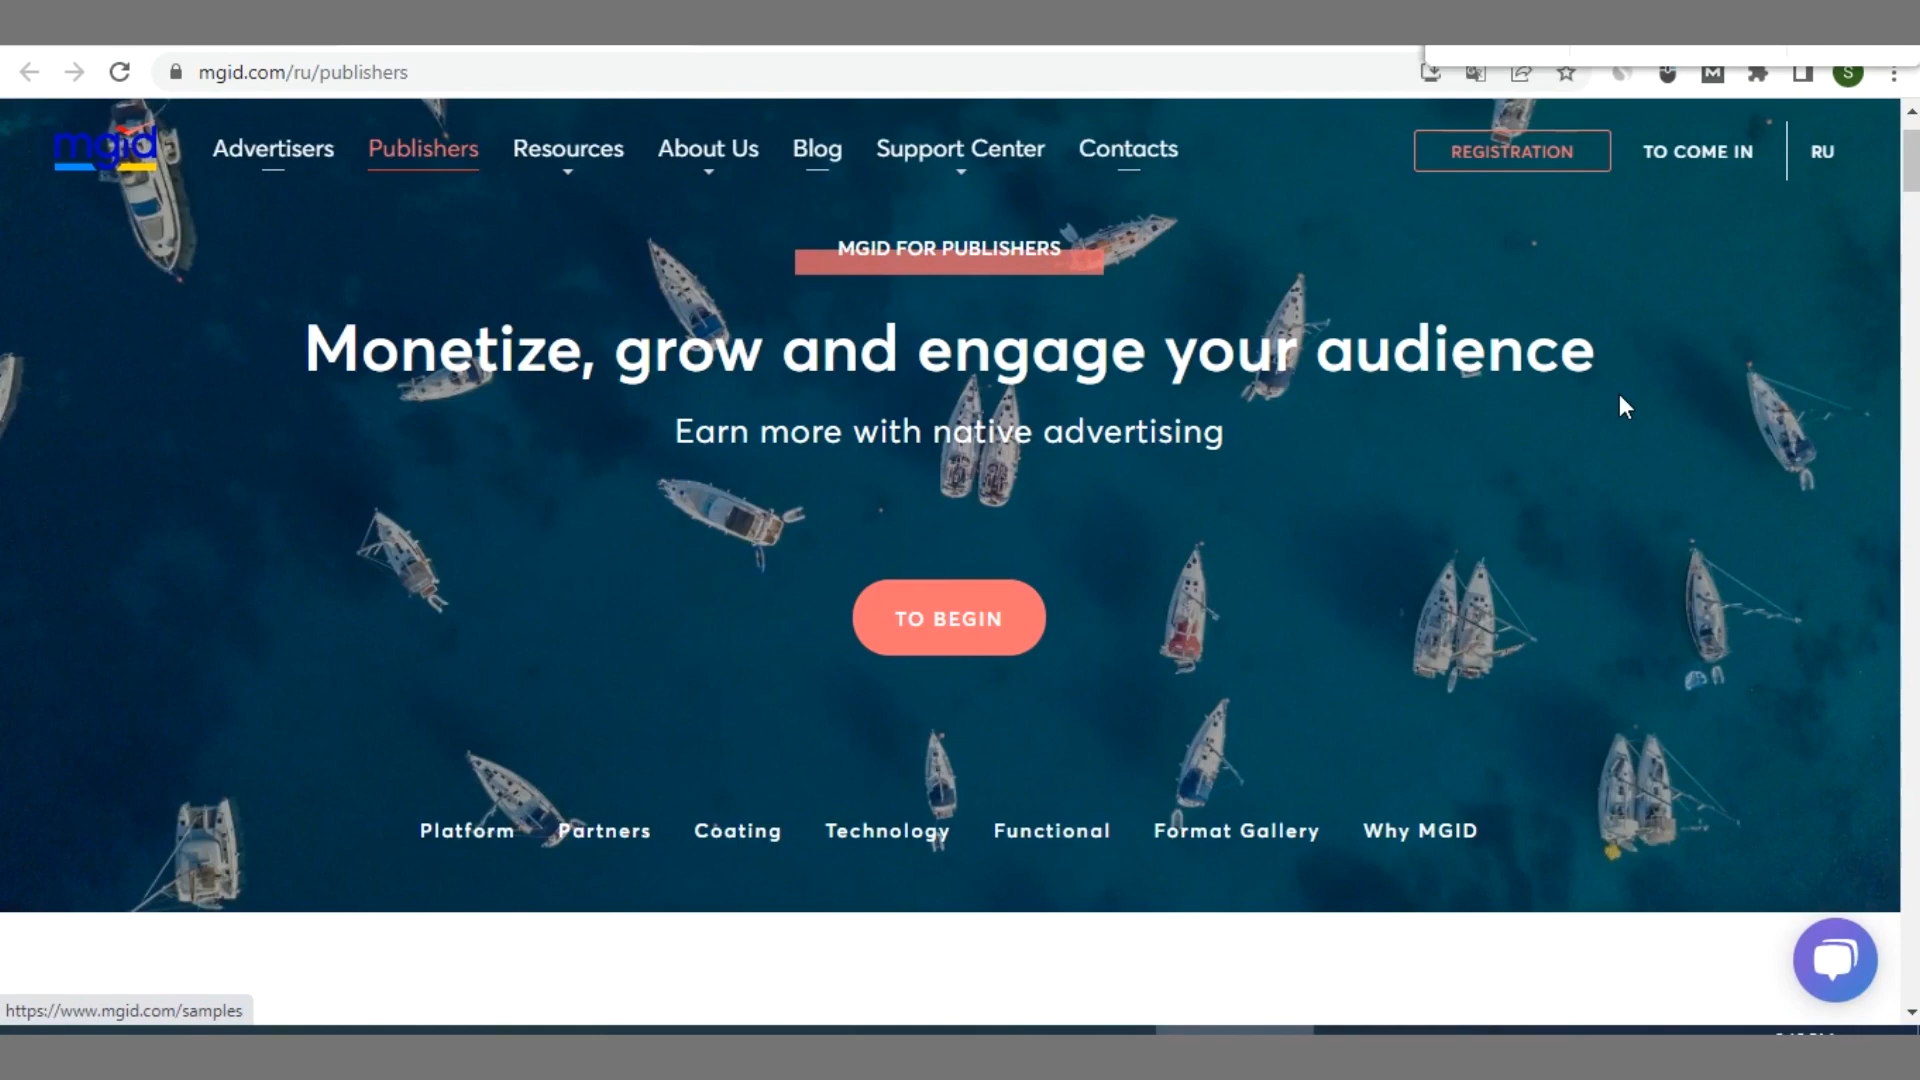 mgid.com/ru/publishers
mgid
Advertisers
Publishers
Resources
About Us
Blog
Support Center
Contacts
REGISTRATION
TO COME IN
RU
MGID FOR PUBLISHERS
Monetize, grow and engage your audience
Earn more with native advertising
TO BEGIN
Platform
Partners
Coating
Technology
Functional
Format Gallery
Why MGID
https://www.mgid.com/samples